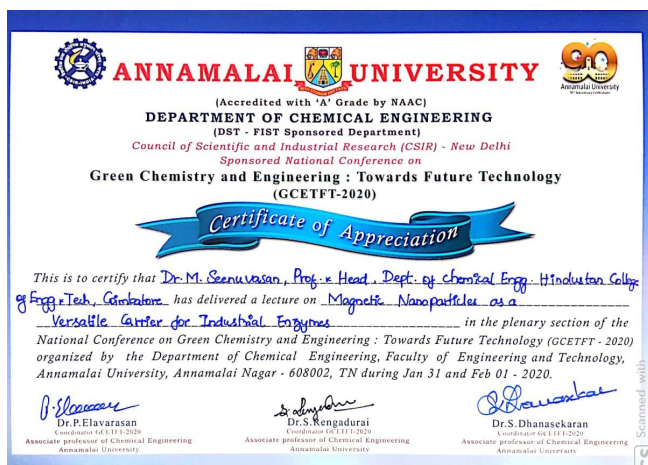 ANNAMALAI UNIVERSITY
Annamalai University
(Accredited with 'A' Grade by NAAC)
DEPARTMENT OF CHEMICAL ENGINEERING
(DST - FIST Sponsored Department)
Council of Scientific and Industrial Research (CSIR) - New Delhi
Sponsored National Conference on
Green Chemistry and Engineering : Towards Future Technology
(GCETFT-2020)
Certificate of Appreciation
This is to certify that Dr. M. Seenuvasan, Prof. & Head, Dept. of Chemical Engg. Hindustan College
of Engg & Tech, Coimbatore has delivered a lecture on Magnetic Nanoparticles as a
Versatile Carrier for Industrial Enzymes in the plenary section of the
National Conference on Green Chemistry and Engineering : Towards Future Technology (GCETFT - 2020)
organized by the Department of Chemical Engineering, Faculty of Engineering and Technology,
Annamalai University, Annamalai Nagar - 608002, TN during Jan 31 and Feb 01 - 2020.
Dr.P.Elavarasan Dr.S.Rengadurai Dr.S.Dhanasekaran
Coordinator GCETFT-2020 Coordinator GCETFT-2020 Coordinator GCETFT-2020
Associate professor of Chemical Engineering Associate professor of Chemical Engineering Associate professor of Chemical Engineering
Annamalai University Annamalai University Annamalai University
Scanned with